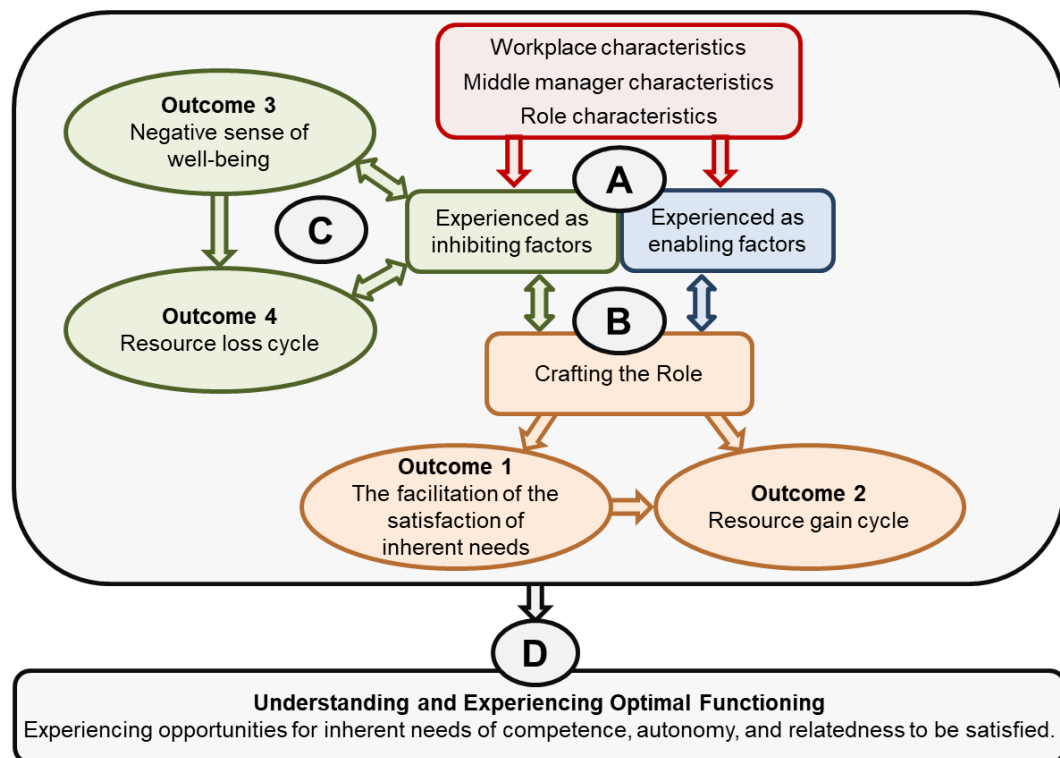 Workplace characteristics
Middle manager characteristics
Role characteristics
Outcome 3
Negative sense of
well-being
A
Experienced as
inhibiting factors
Experienced as
enabling factors
C
Outcome 4
Resource loss cycle
B
Crafting the Role
Outcome 1
The facilitation of the
satisfaction of
inherent needs
Outcome 2
Resource gain cycle
D
Understanding and Experiencing Optimal Functioning
Experiencing opportunities for inherent needs of competence, autonomy, and relatedness to be satisfied.